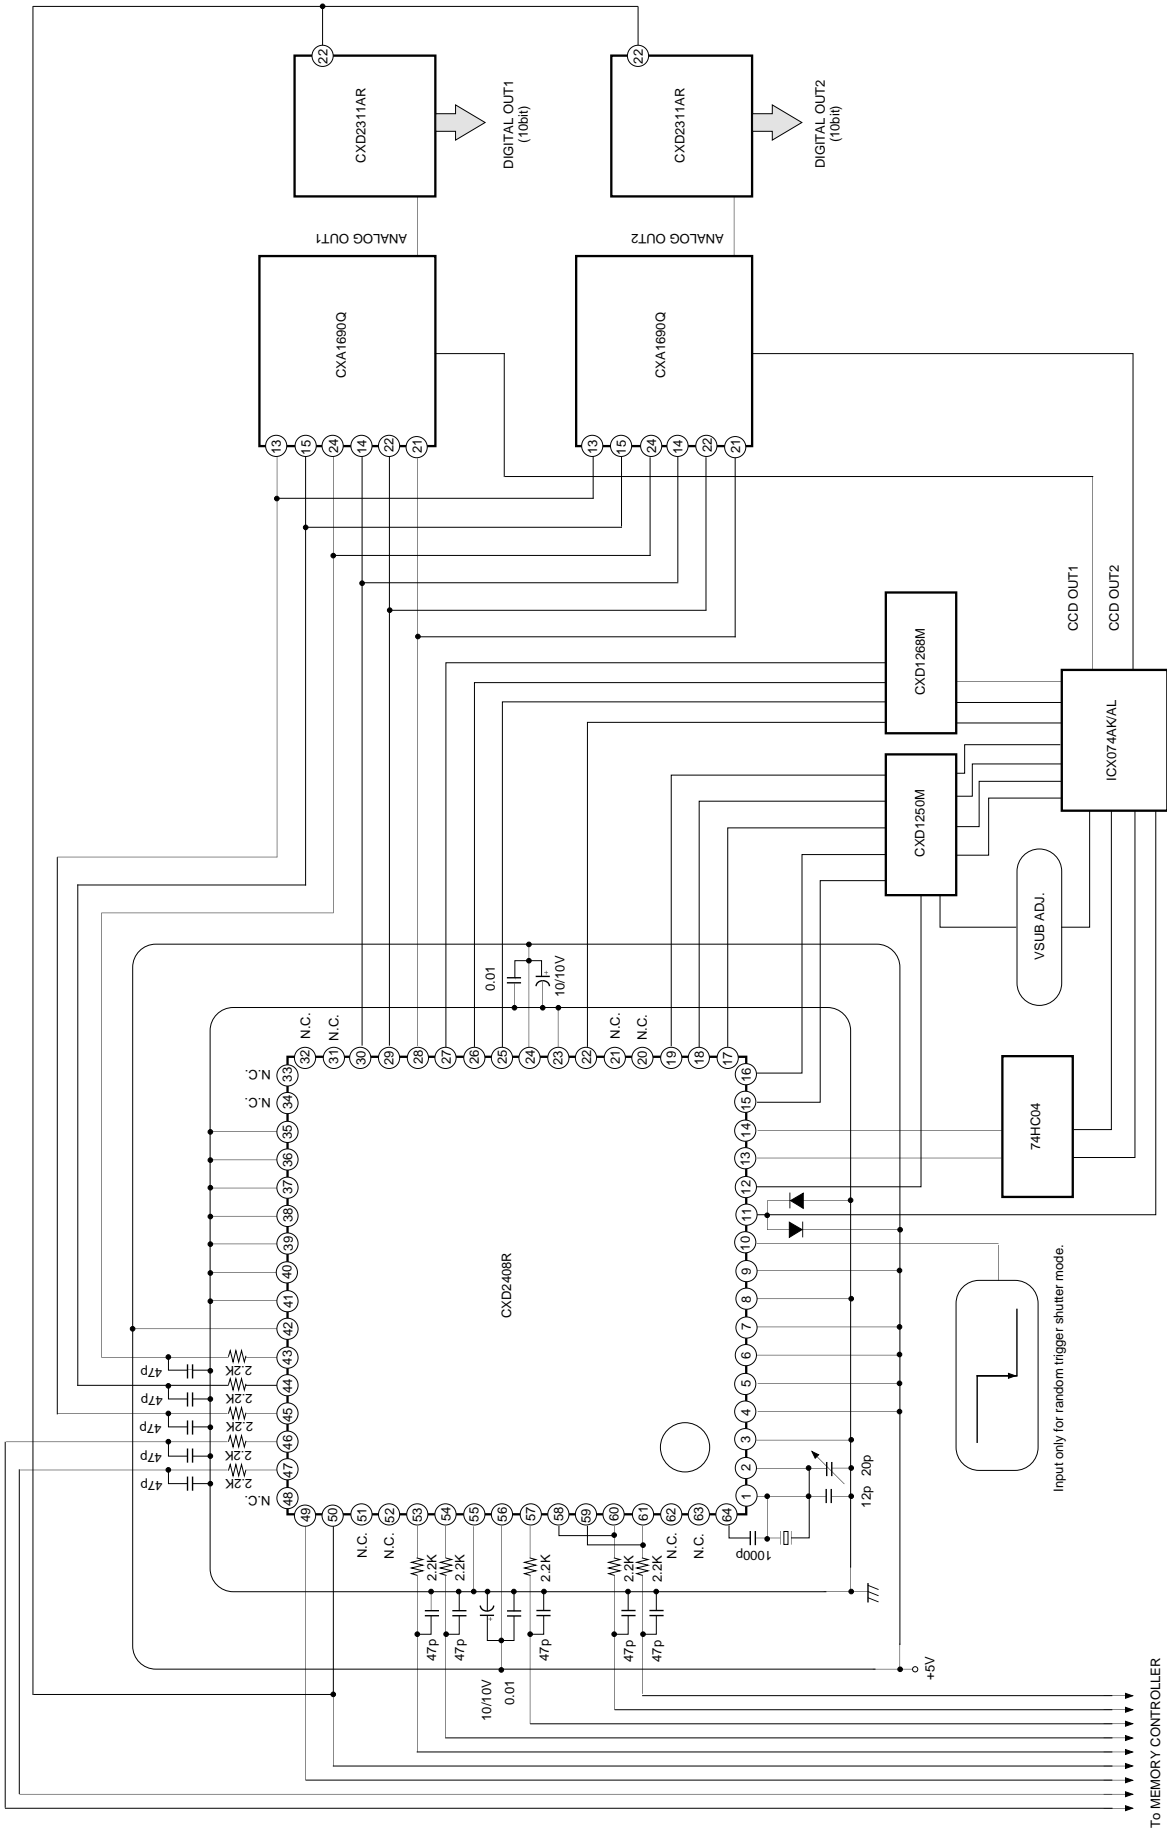 22
CXD2311AR
DIGITAL OUT1
(10bit)
22
CXD2311AR
DIGITAL OUT2
(10bit)
ANALOG OUT1
ANALOG OUT2
CXA1690Q
13
15
24
14
22
21
CXA1690Q
13
15
24
14
22
21
CCD OUT1
CCD OUT2
CXD1268M
CXD1250M
ICX074AK/AL
VSUB ADJ.
74HC04
0.01
10/10V
+
N.C.
N.C.
N.C.
N.C.
N.C.
N.C.
32
31
30
29
28
27
26
25
24
23
22
21
20
19
18
17
33
34
35
36
37
38
39
40
41
42
43
44
45
46
47
48
N.C.
47p
47p
47p
47p
47p
2.2K
2.2K
2.2K
2.2K
2.2K
CXD2408R
16
15
14
13
12
11
10
9
8
7
6
5
4
3
2
1
49
50
51
52
53
54
55
56
57
58
59
60
61
62
63
64
N.C.
N.C.
N.C.
N.C.
2.2K
2.2K
2.2K
47p
47p
47p
10/10V
+
0.01
1000p
12p
20p
Input only for random trigger shutter mode.
+5V
To MEMORY CONTROLLER